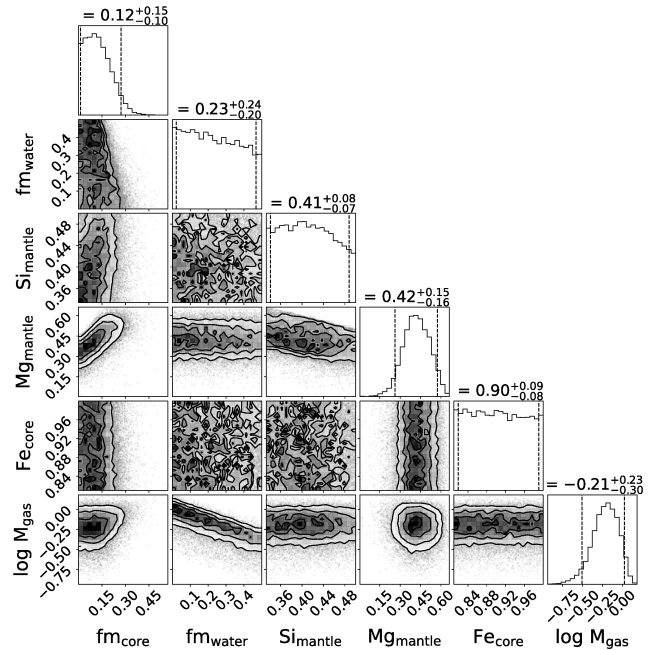 = 0.12+0.15−0.10
= 0.23+0.24−0.20
fmwater
0.1 0.2 0.3 0.4
= 0.41+0.08−0.07
Simantle
0.36 0.40 0.44 0.48
= 0.42+0.15−0.16
Mgmantle
0.15 0.30 0.45 0.60
= 0.90+0.09−0.08
Fecore
0.84 0.88 0.92 0.96
= −0.21+0.23−0.30
log Mgas
−0.75 −0.50 −0.25 0.00
0.15 0.30 0.45
0.1 0.2 0.3 0.4
0.36 0.40 0.44 0.48
0.15 0.30 0.45 0.60
0.84 0.88 0.92 0.96
−0.75 −0.50 −0.25 0.00
fmcore fmwater Simantle Mgmantle Fecore log Mgas